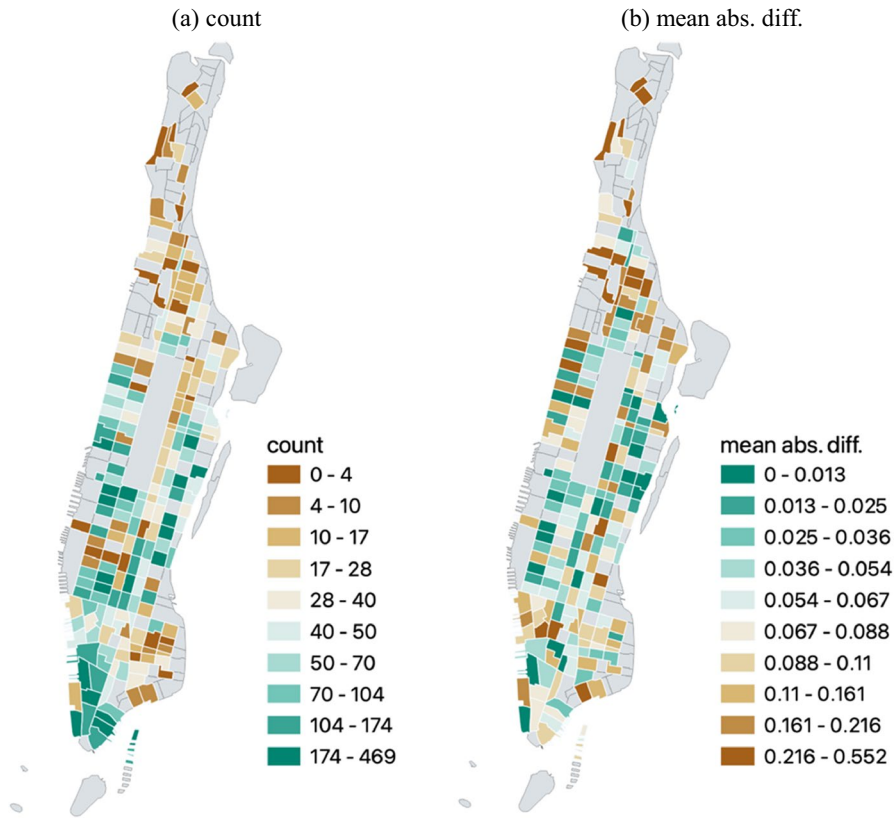 (a) count
(b) mean abs. diff.
count
0 - 4
4 - 10
10 - 17
17 - 28
28 - 40
40 - 50
50 - 70
70 - 104
104 - 174
174 - 469
mean abs. diff.
0 - 0.013
0.013 - 0.025
0.025 - 0.036
0.036 - 0.054
0.054 - 0.067
0.067 - 0.088
0.088 - 0.11
0.11 - 0.161
0.161 - 0.216
0.216 - 0.552